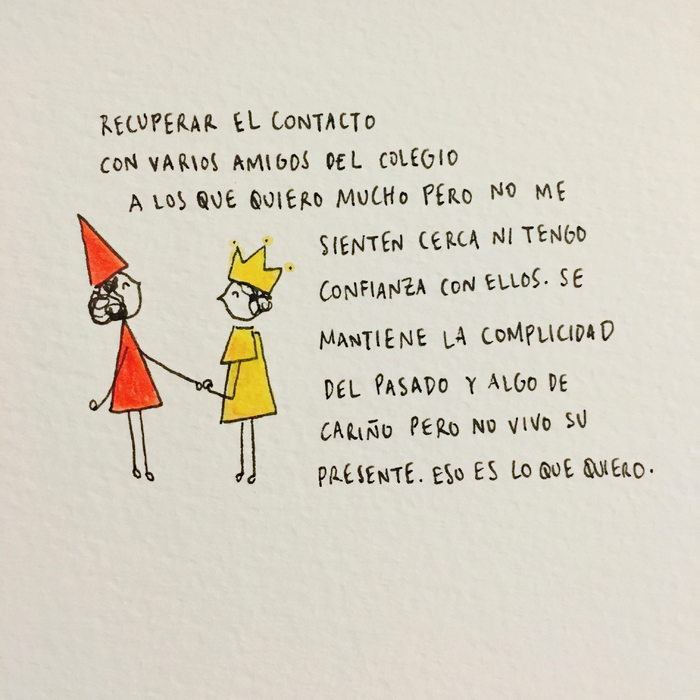 RECUPERAR EL CONTACTO
CON VARIOS AMIGOS DEL COLEGIO
A LOS QUE QUIERO MUCHO PERO NO ME
SIENTEN CERCA NI TENGO
CONFIANZA CON ELLOS. SE
MANTIENE LA COMPLICIDAD
DEL PASADO Y ALGO DE
CARIÑO PERO NO VIVO SU
PRESENTE. ESO ES LO QUE QUIERO.